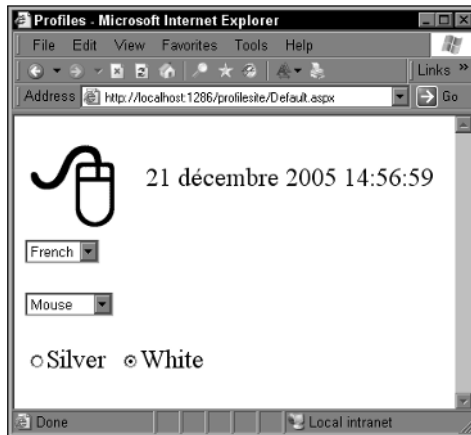 Profiles - Microsoft Internet Explorer
File Edit View Favorites Tools Help
Links »
Address http://localhost:1286/profilesite/Default.aspx Go
21 décembre 2005 14:56:59
French
Mouse
Silver White
Done Local intranet